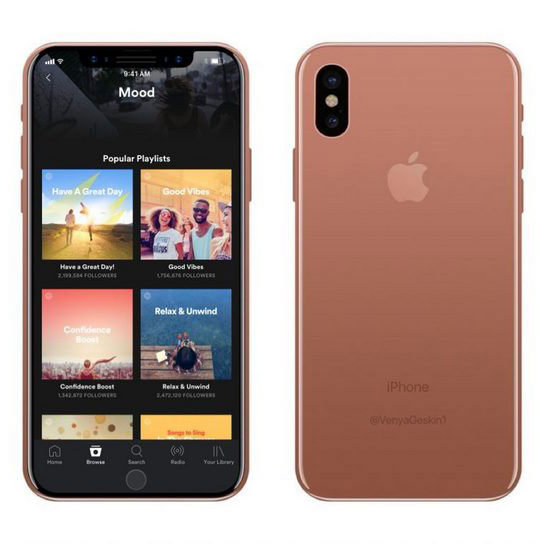 9:41 AM
Mood
Popular Playlists
Have A Great Day
Good Vibes
Have a Great Day!
Good Vibes
2,199,584 FOLLOWERS
1,756,676 FOLLOWERS
Confidence
Boost
Relax & Unwind
Confidence Boost
Relax & Unwind
1,342,872 FOLLOWERS
2,472,120 FOLLOWERS
Songs to Sing
Home
Browse
Search
Radio
Your Library
iPhone
@VenyaGeskin1